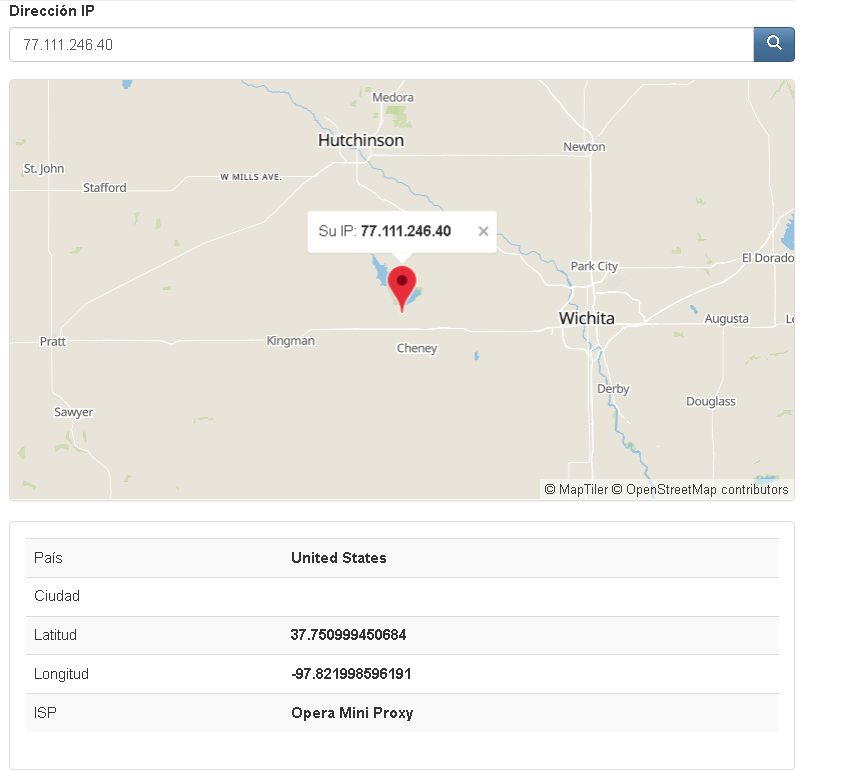 Dirección IP
77.111.246.40
Medora
Hutchinson
Newton
St. John
W MILLS AVE.
Stafford
Su IP: 77.111.246.40 ×
El Dorado
Park City
Wichita
Augusta
Lo
Pratt
Kingman
Cheney
Derby
Douglass
Sawyer
© MapTiler © OpenStreetMap contributors
País United States
Ciudad
Latitud 37.750999450684
Longitud -97.821998596191
ISP Opera Mini Proxy